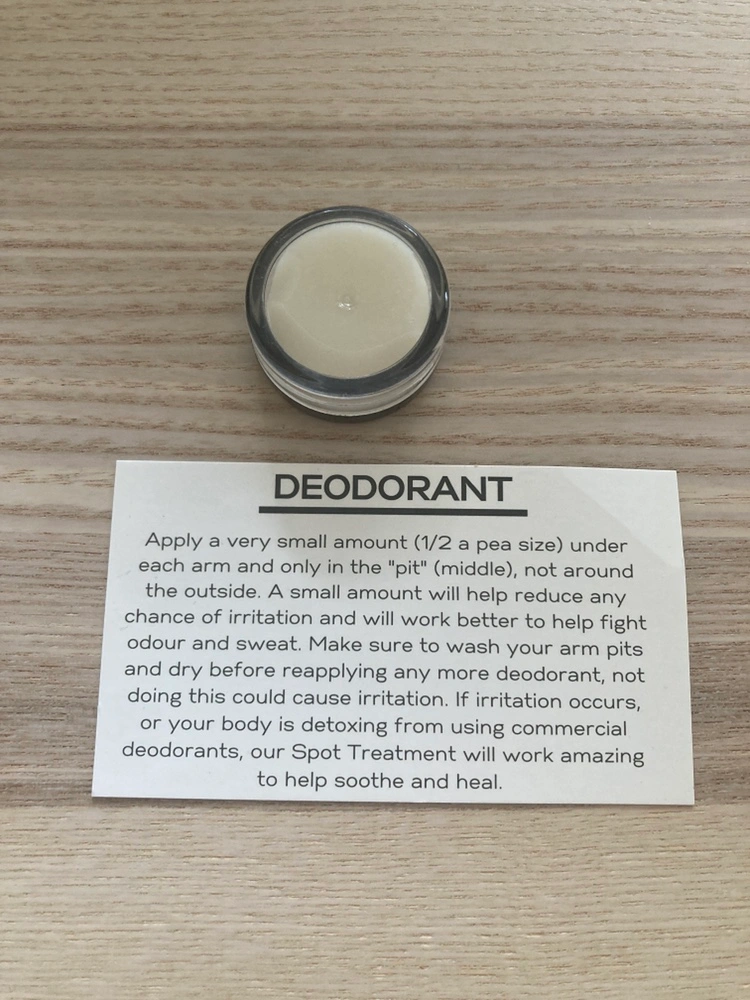 DEODORANT
Apply a very small amount (1/2 a pea size) under
each arm and only in the "pit" (middle), not around
the outside. A small amount will help reduce any
chance of irritation and will work better to help fight
odour and sweat. Make sure to wash your arm pits
and dry before reapplying any more deodorant, not
doing this could cause irritation. If irritation occurs,
or your body is detoxing from using commercial
deodorants, our Spot Treatment will work amazing
to help soothe and heal.